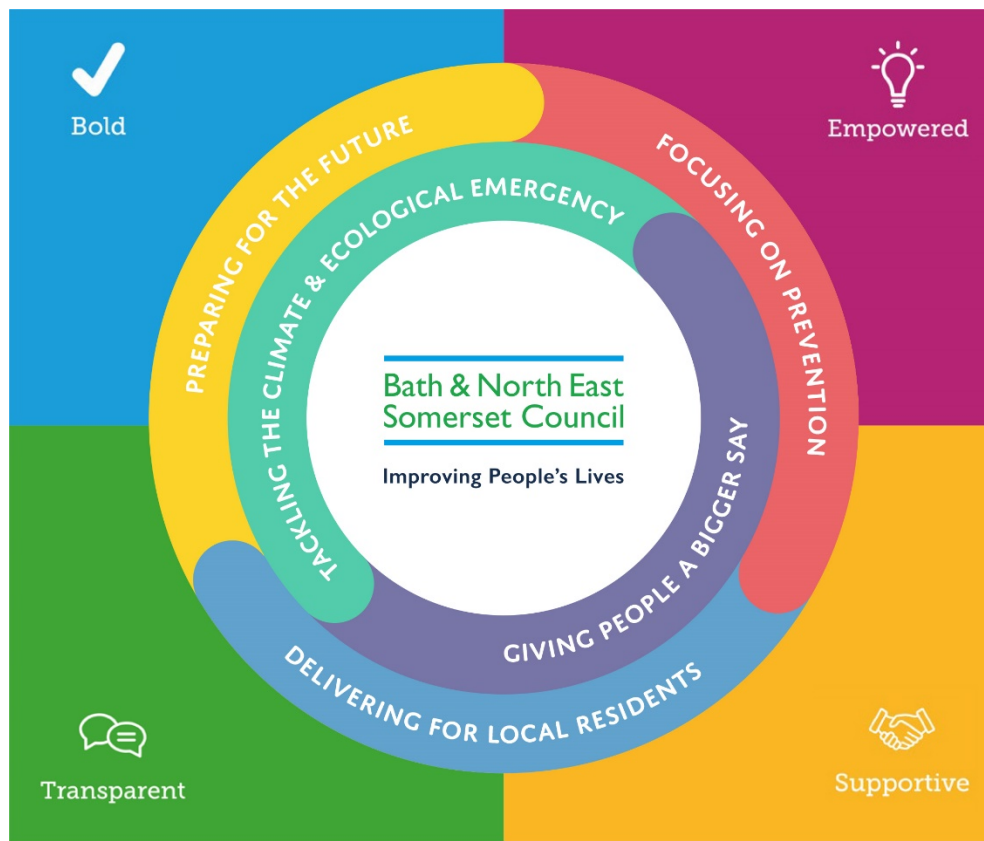 Bold
Empowered
PREPARING FOR THE FUTURE
FOCUSING ON PREVENTION
TACKLING THE CLIMATE & ECOLOGICAL EMERGENCY
Bath & North East
Somerset Council
Improving People's Lives
GIVING PEOPLE A BIGGER SAY
DELIVERING FOR LOCAL RESIDENTS
Transparent
Supportive